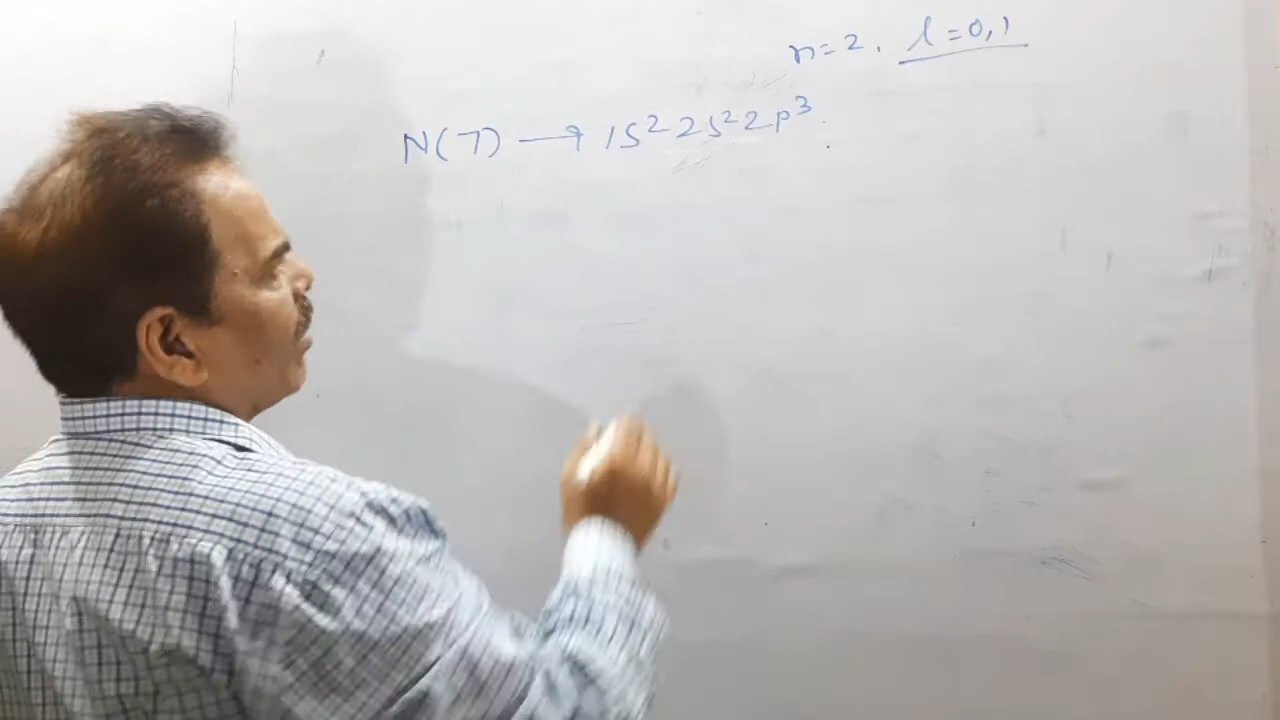 n=2, l=0,1
N(7) → 1s² 2s² 2p³